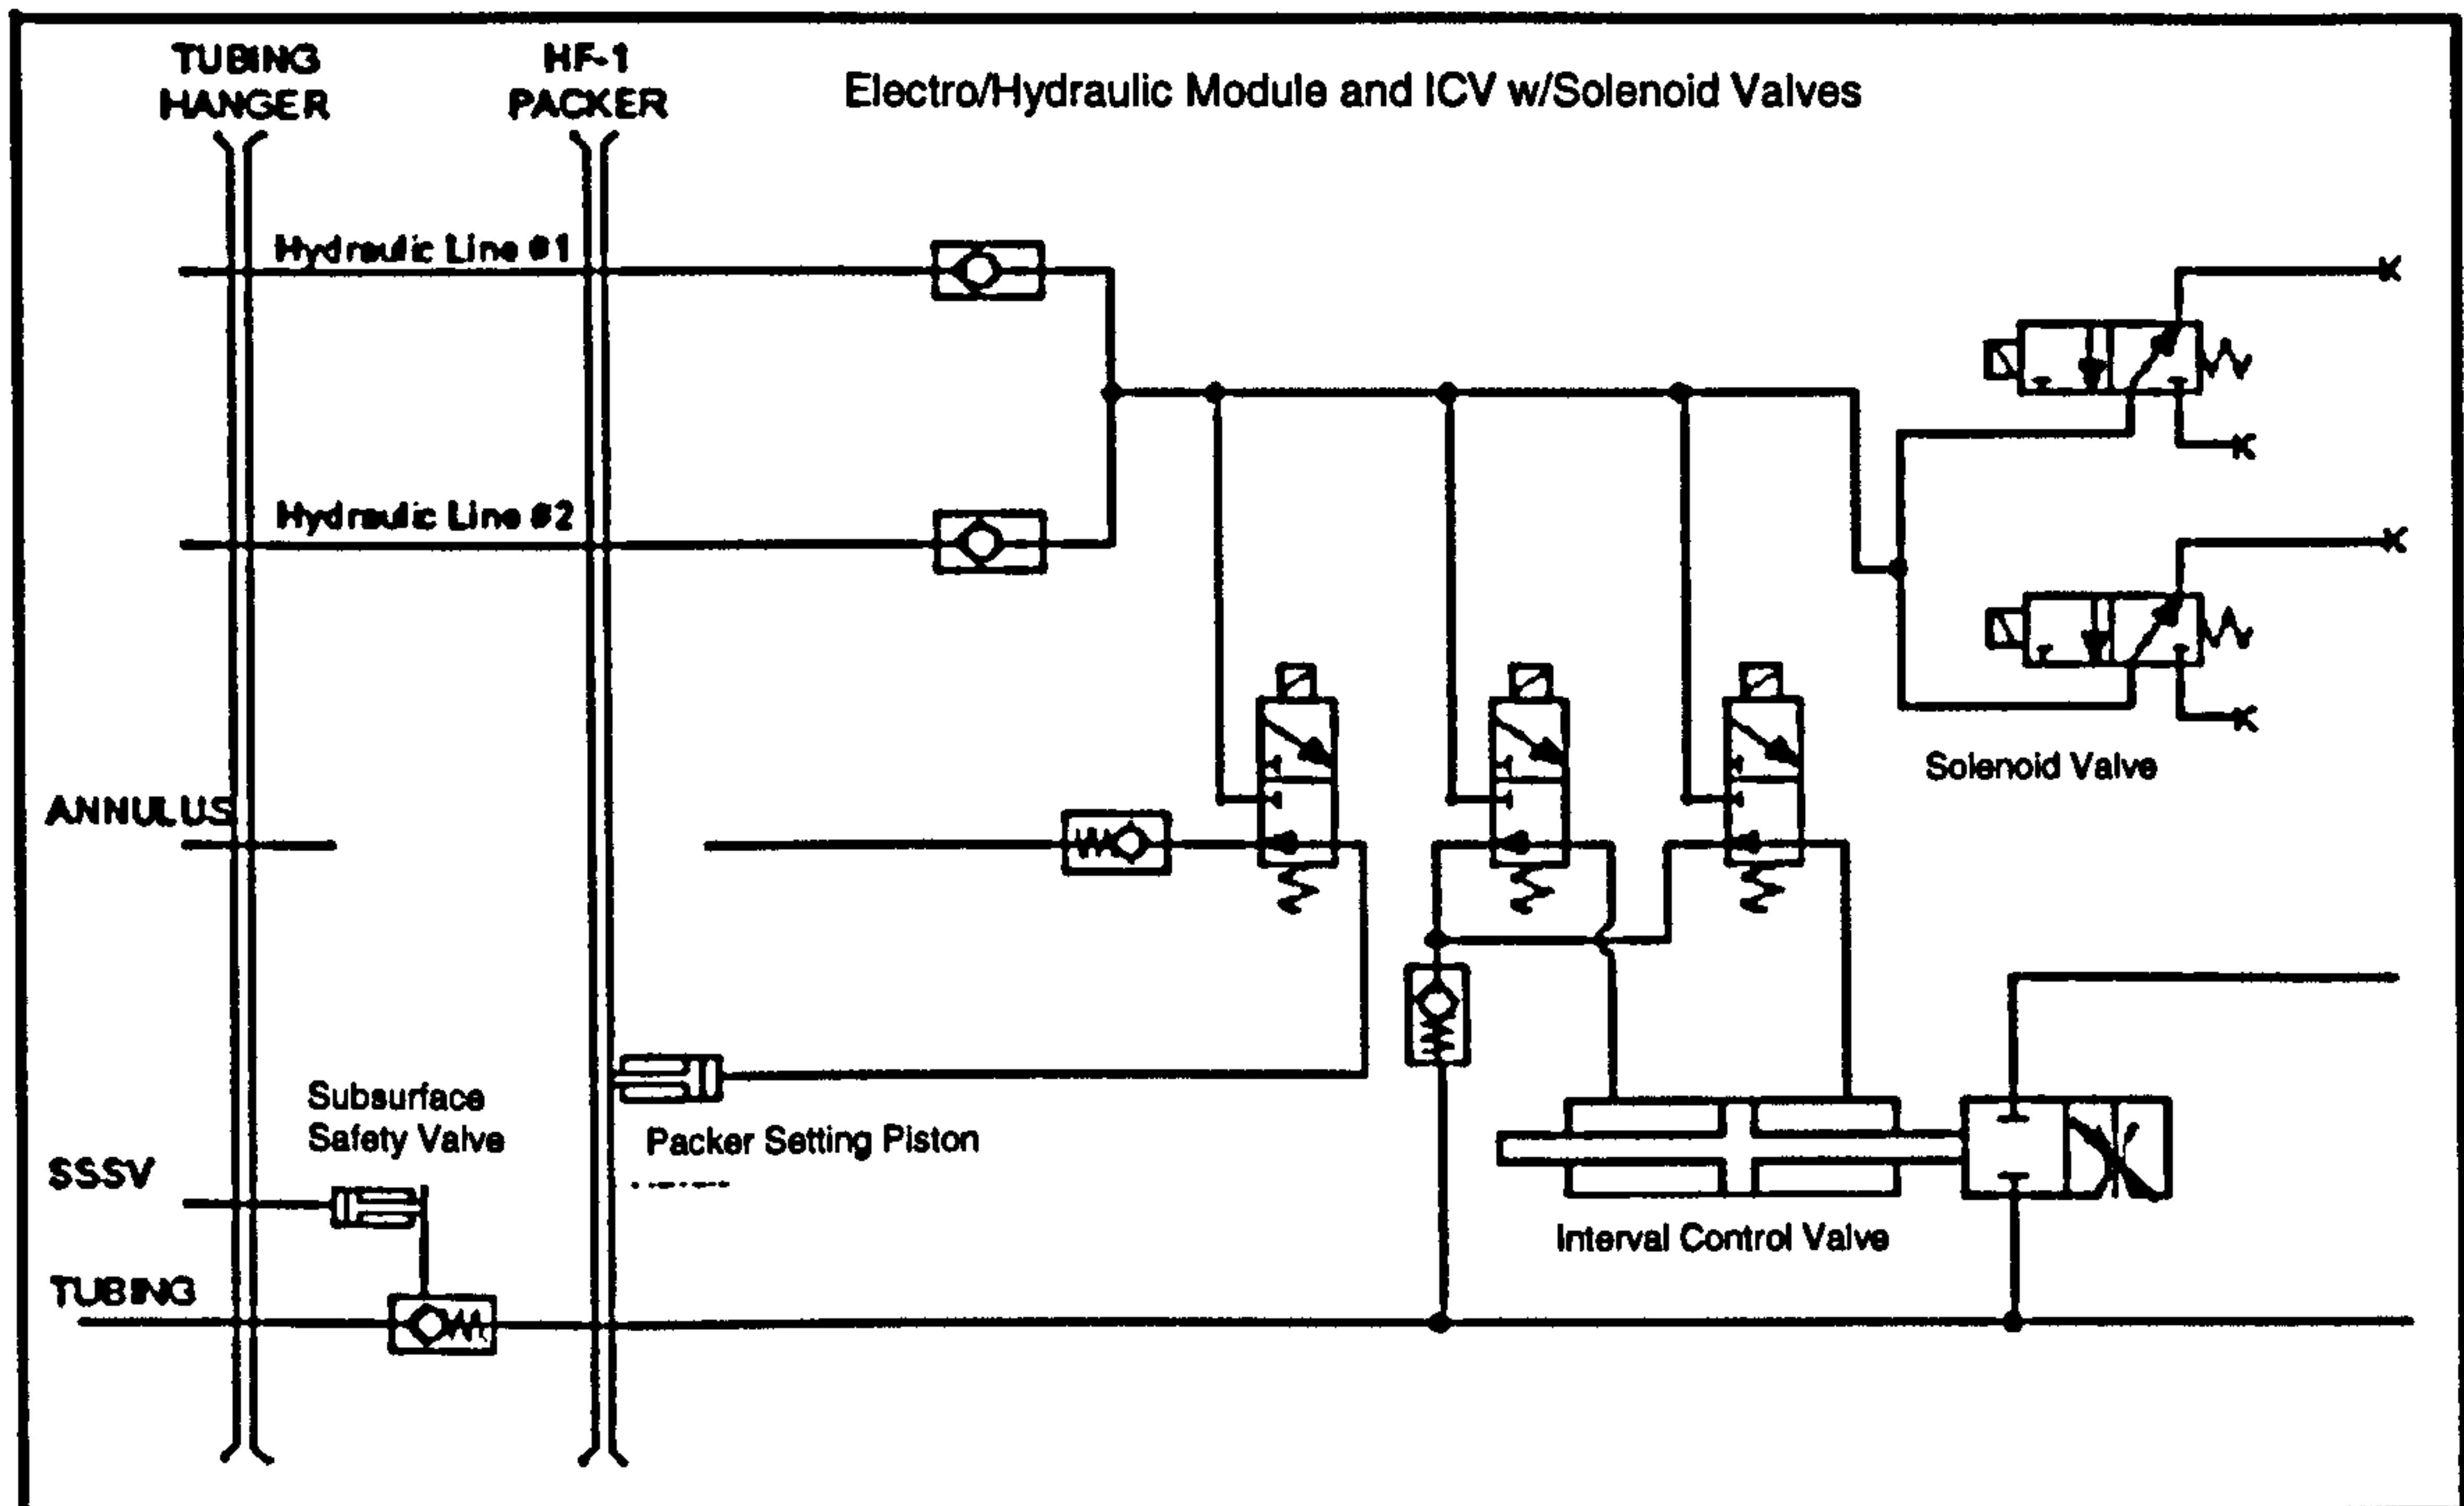 TUBING
HANGER
HF-1
PACKER
Electro/Hydraulic Module and ICV w/Solenoid Valves
Hydraulic Line #1
Hydraulic Line #2
Solenoid Valve
ANNULUS
Subsurface
Safety Valve
Packer Setting Piston
SSSV
Interval Control Valve
TUBING